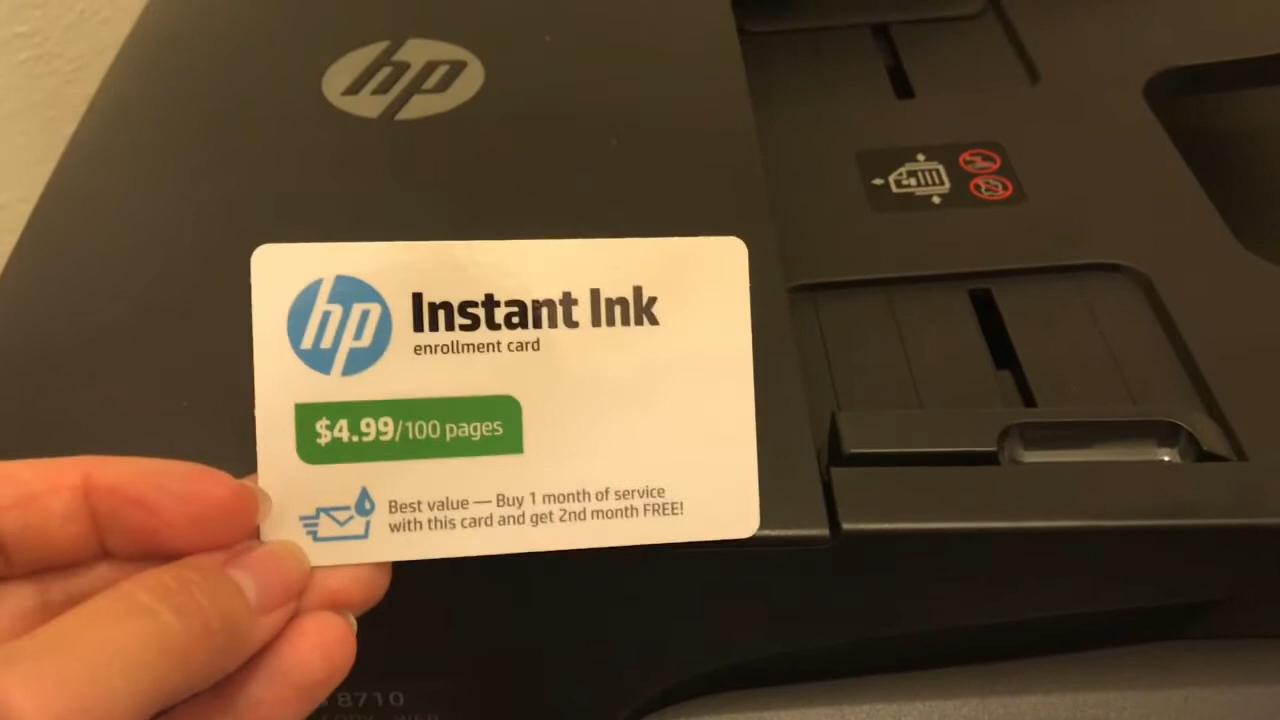 hp
hp
Instant Ink
enrollment card
$4.99/100 pages
Best value — Buy 1 month of service
with this card and get 2nd month FREE!
8710